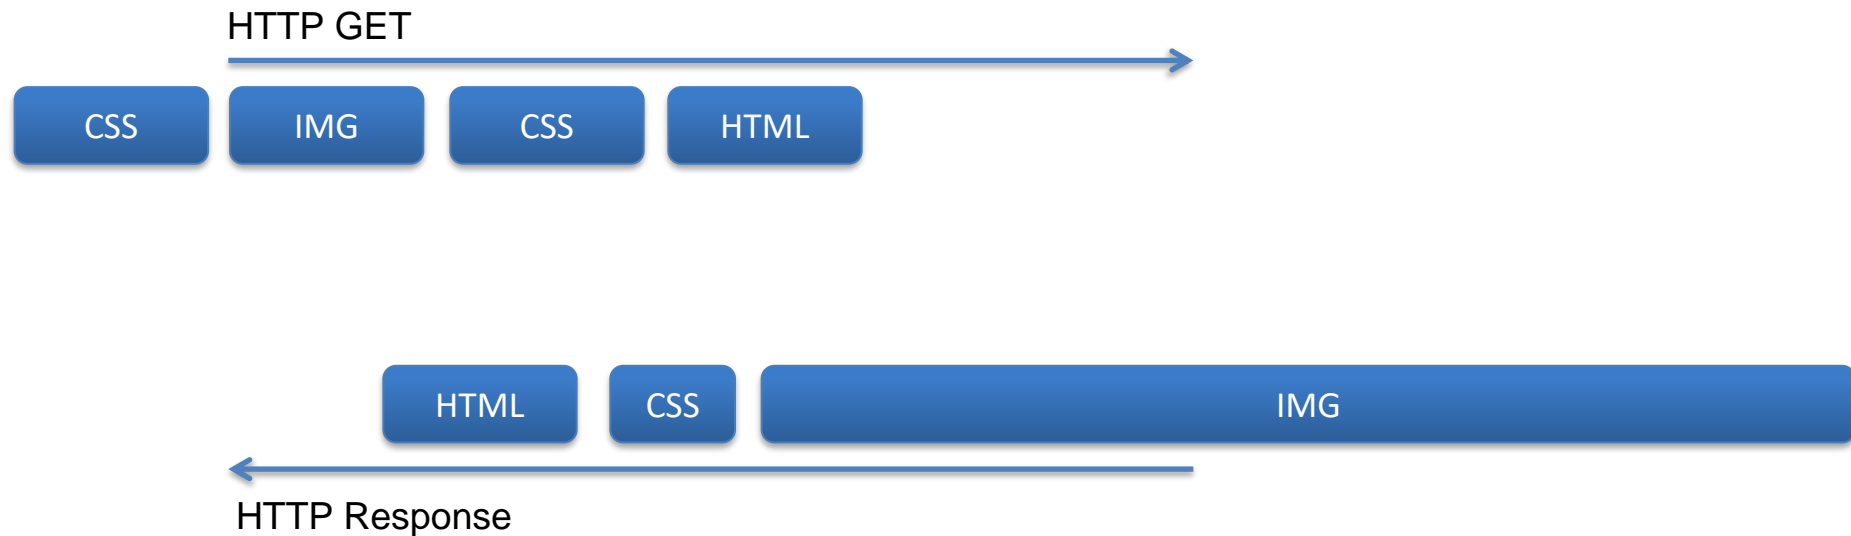 HTTP GET
CSS IMG CSS HTML
HTML CSS IMG
HTTP Response